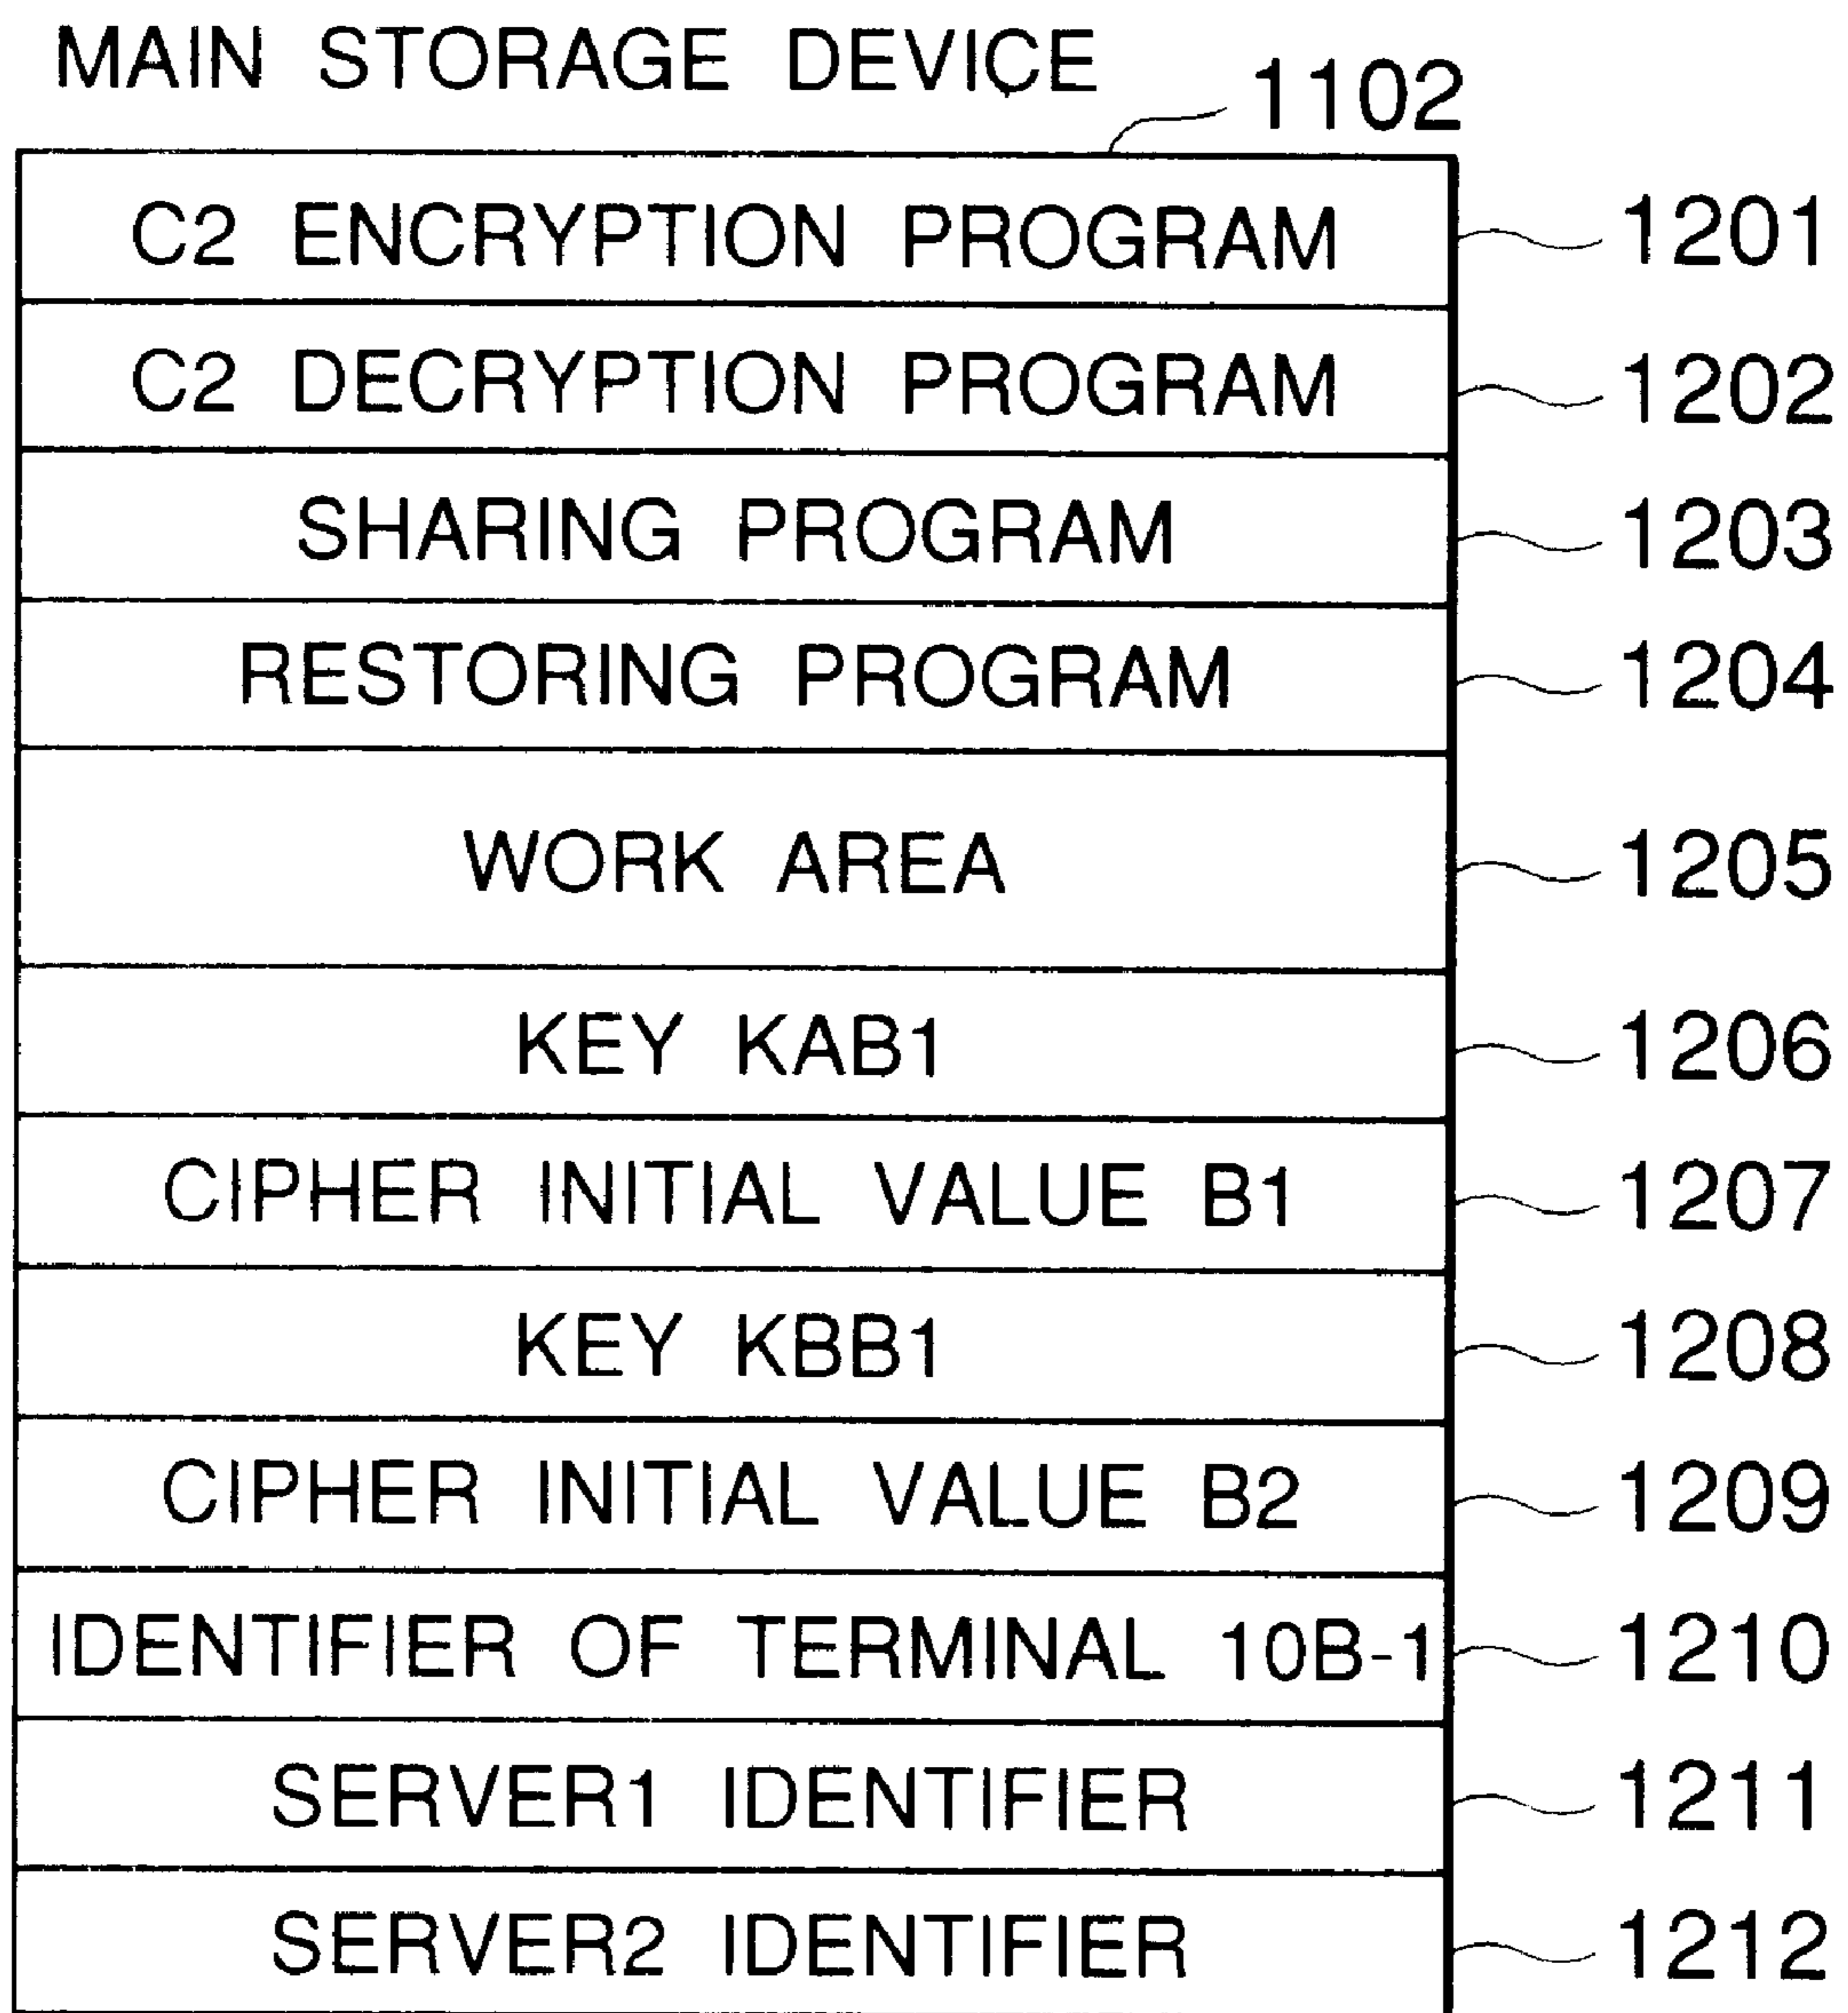 MAIN STORAGE DEVICE
1102
C2 ENCRYPTION PROGRAM 1201
C2 DECRYPTION PROGRAM 1202
SHARING PROGRAM 1203
RESTORING PROGRAM 1204
WORK AREA 1205
KEY KAB1 1206
CIPHER INITIAL VALUE B1 1207
KEY KBB1 1208
CIPHER INITIAL VALUE B2 1209
IDENTIFIER OF TERMINAL 10B-1 1210
SERVER1 IDENTIFIER 1211
SERVER2 IDENTIFIER 1212